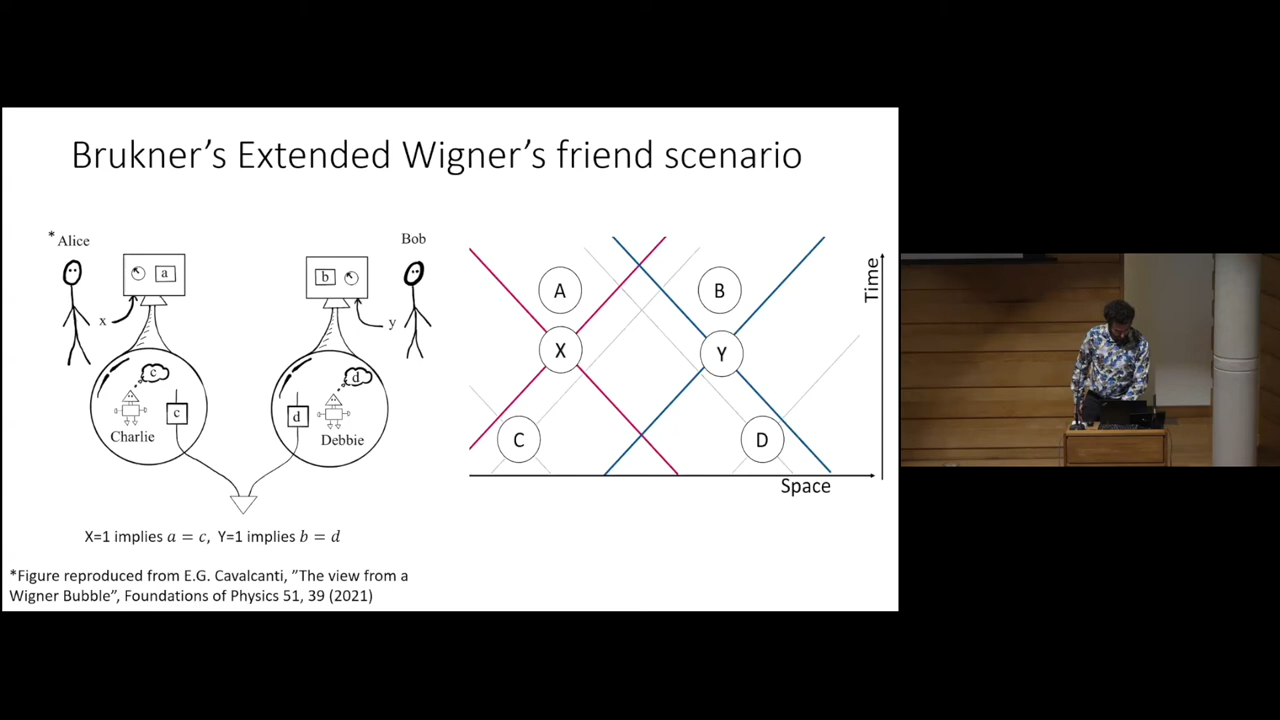 Brukner’s Extended Wigner’s friend scenario
* Alice
Bob
a
b
x
y
c
d
c
d
Charlie
Debbie
X=1 implies a = c, Y=1 implies b = d
*Figure reproduced from E.G. Cavalcanti, ”The view from a
Wigner Bubble”, Foundations of Physics 51, 39 (2021)
A
B
X
Y
C
D
Time
Space